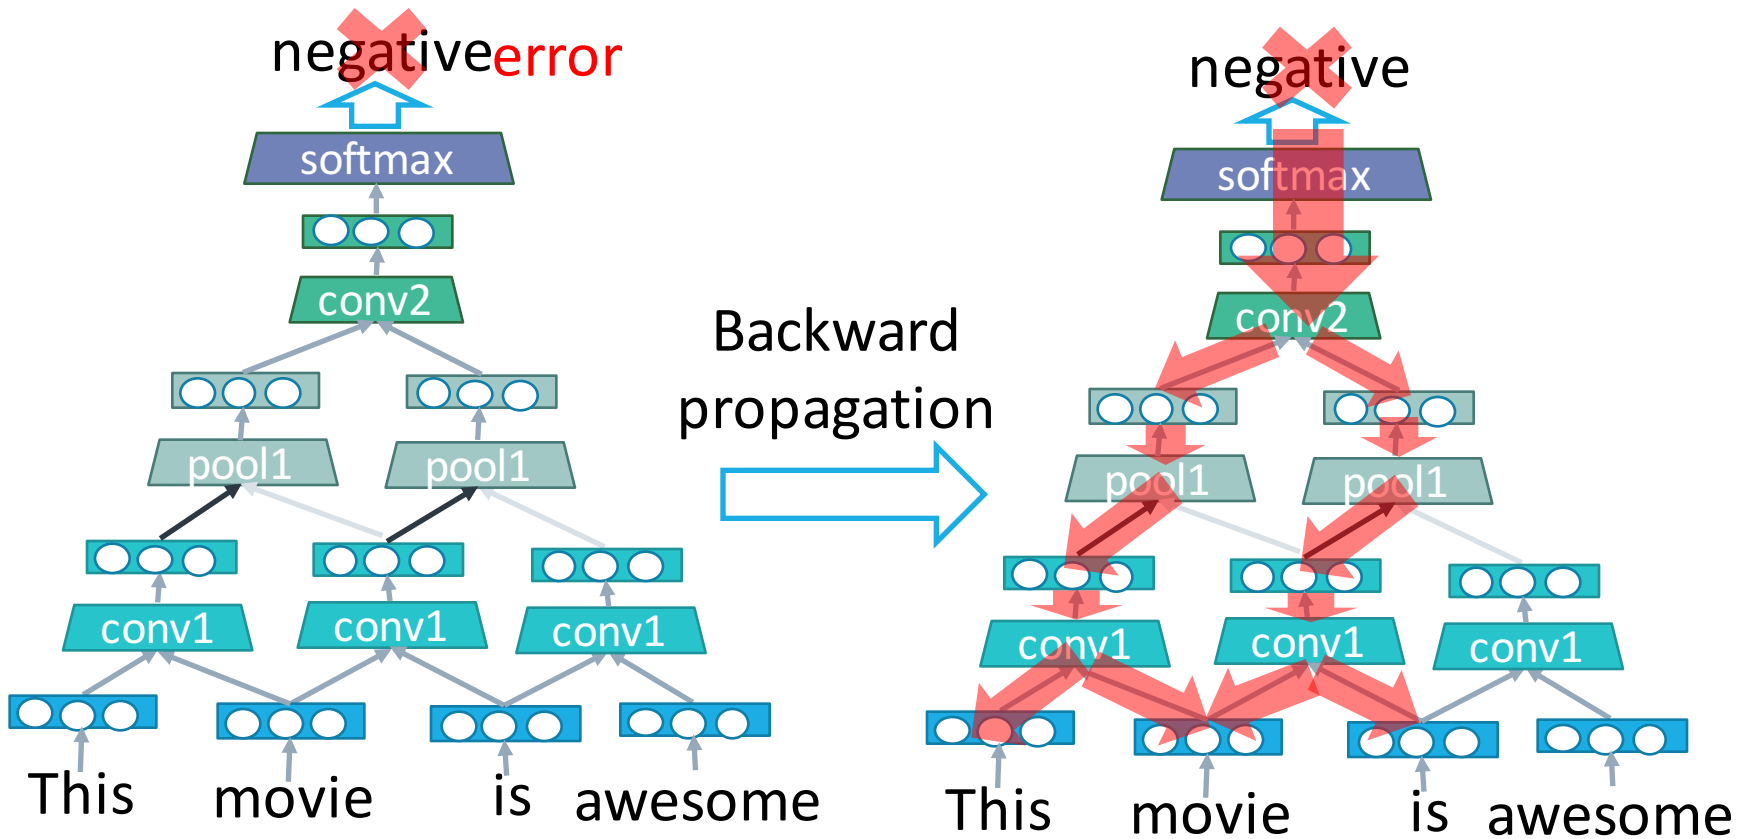 negative error
softmax
conv2
pool1 pool1
conv1 conv1 conv1
This movie is awesome
Backward
propagation
negative
softmax
conv2
pool1 pool1
conv1 conv1 conv1
This movie is awesome